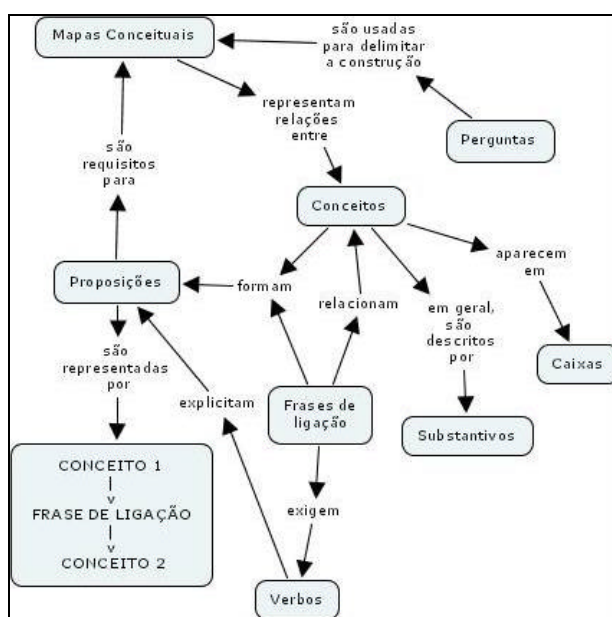 Mapas Conceituais
são usadas
para delimitar
a construção
representam
relações
entre
Perguntas
são
requisitos
para
Conceitos
aparecem
em
Proposições
formam
relacionam
em geral,
são
descritos
por
são
representadas
por
explicitam
Caixas
Frases de
ligação
Substantivos
CONCEITO 1
|
v
FRASE DE LIGAÇÃO
|
v
CONCEITO 2
exigem
Verbos